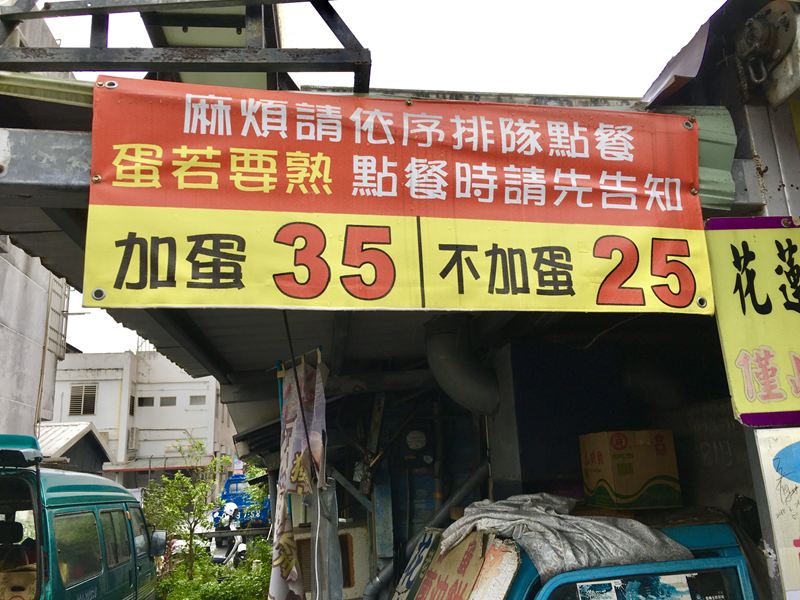 麻煩請依序排隊點餐
蛋若要熟 點餐時請先告知
加蛋 35
不加蛋 25
花蓮
僅